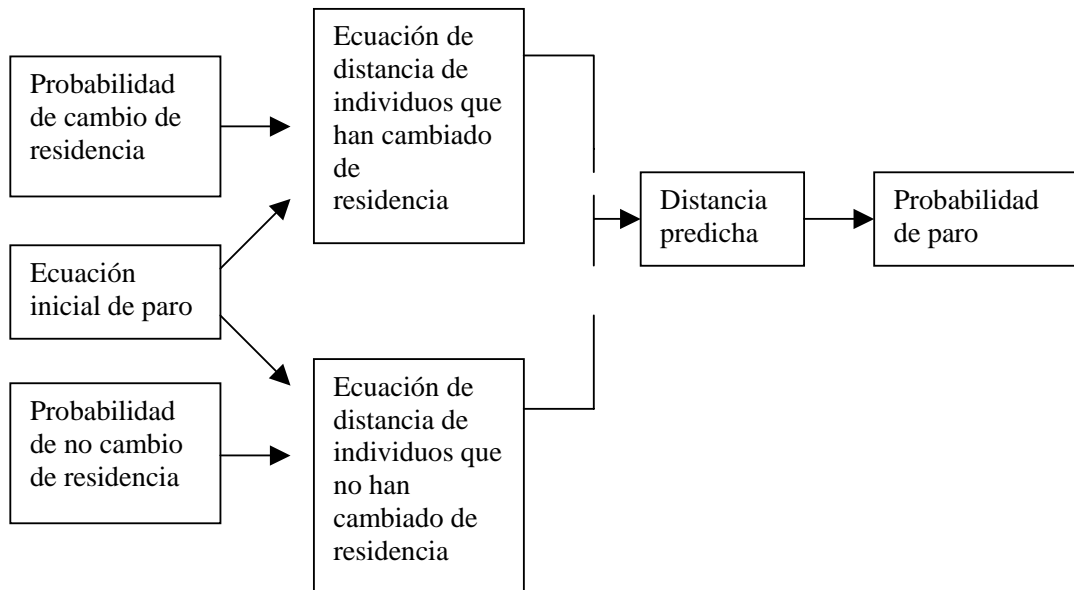 Probabilidad
de cambio de
residencia
Ecuación
inicial de paro
Probabilidad
de no cambio
de residencia
Ecuación de
distancia de
individuos que
han cambiado
de
residencia
Ecuación de
distancia de
individuos que
no han
cambiado de
residencia
Distancia
predicha
Probabilidad
de paro